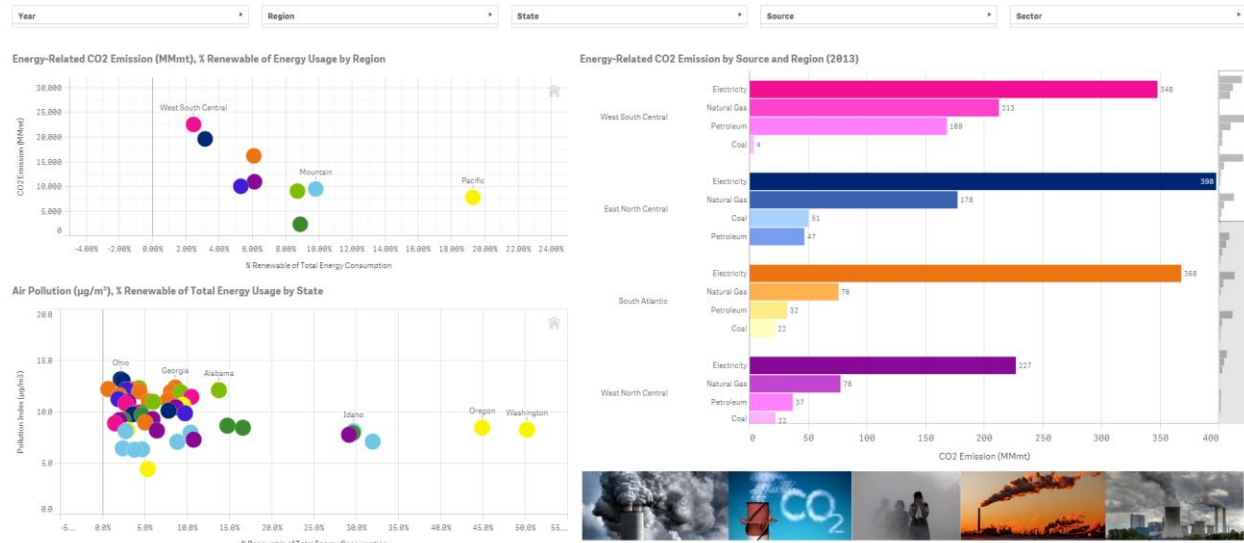 Year
Region
State
Source
Sector
Energy-Related CO2 Emission (MMmt), % Renewable of Energy Usage by Region
30,000
25,000
20,000
15,000
10,000
5,000
0
CO2 Emission (MMmt)
West South Central
Mountain
Pacific
-4.00% -2.00% 0.00% 2.00% 4.00% 6.00% 8.00% 10.00% 12.00% 14.00% 16.00% 18.00% 20.00% 22.00% 24.00%
% Renewable of Total Energy Consumption
Air Pollution (µg/m³), % Renewable of Total Energy Usage by State
20.0
15.0
10.0
5.0
0.0
Pollution Index (µg/m3)
Ohio
Georgia
Alabama
Idaho
Oregon
Washington
-5... 0.0% 5.0% 10.0% 15.0% 20.0% 25.0% 30.0% 35.0% 40.0% 45.0% 50.0% 55...
% Renewable of Total Energy Consumption
Energy-Related CO2 Emission by Source and Region (2013)
West South Central
Electricity 348
Natural Gas 213
Petroleum 169
Coal 4
East North Central
Electricity 398
Natural Gas 178
Coal 51
Petroleum 47
South Atlantic
Electricity 368
Natural Gas 76
Petroleum 32
Coal 22
West North Central
Electricity 227
Natural Gas 78
Petroleum 37
Coal 22
0 50 100 150 200 250 300 350 400
CO2 Emission (MMmt)
CO2